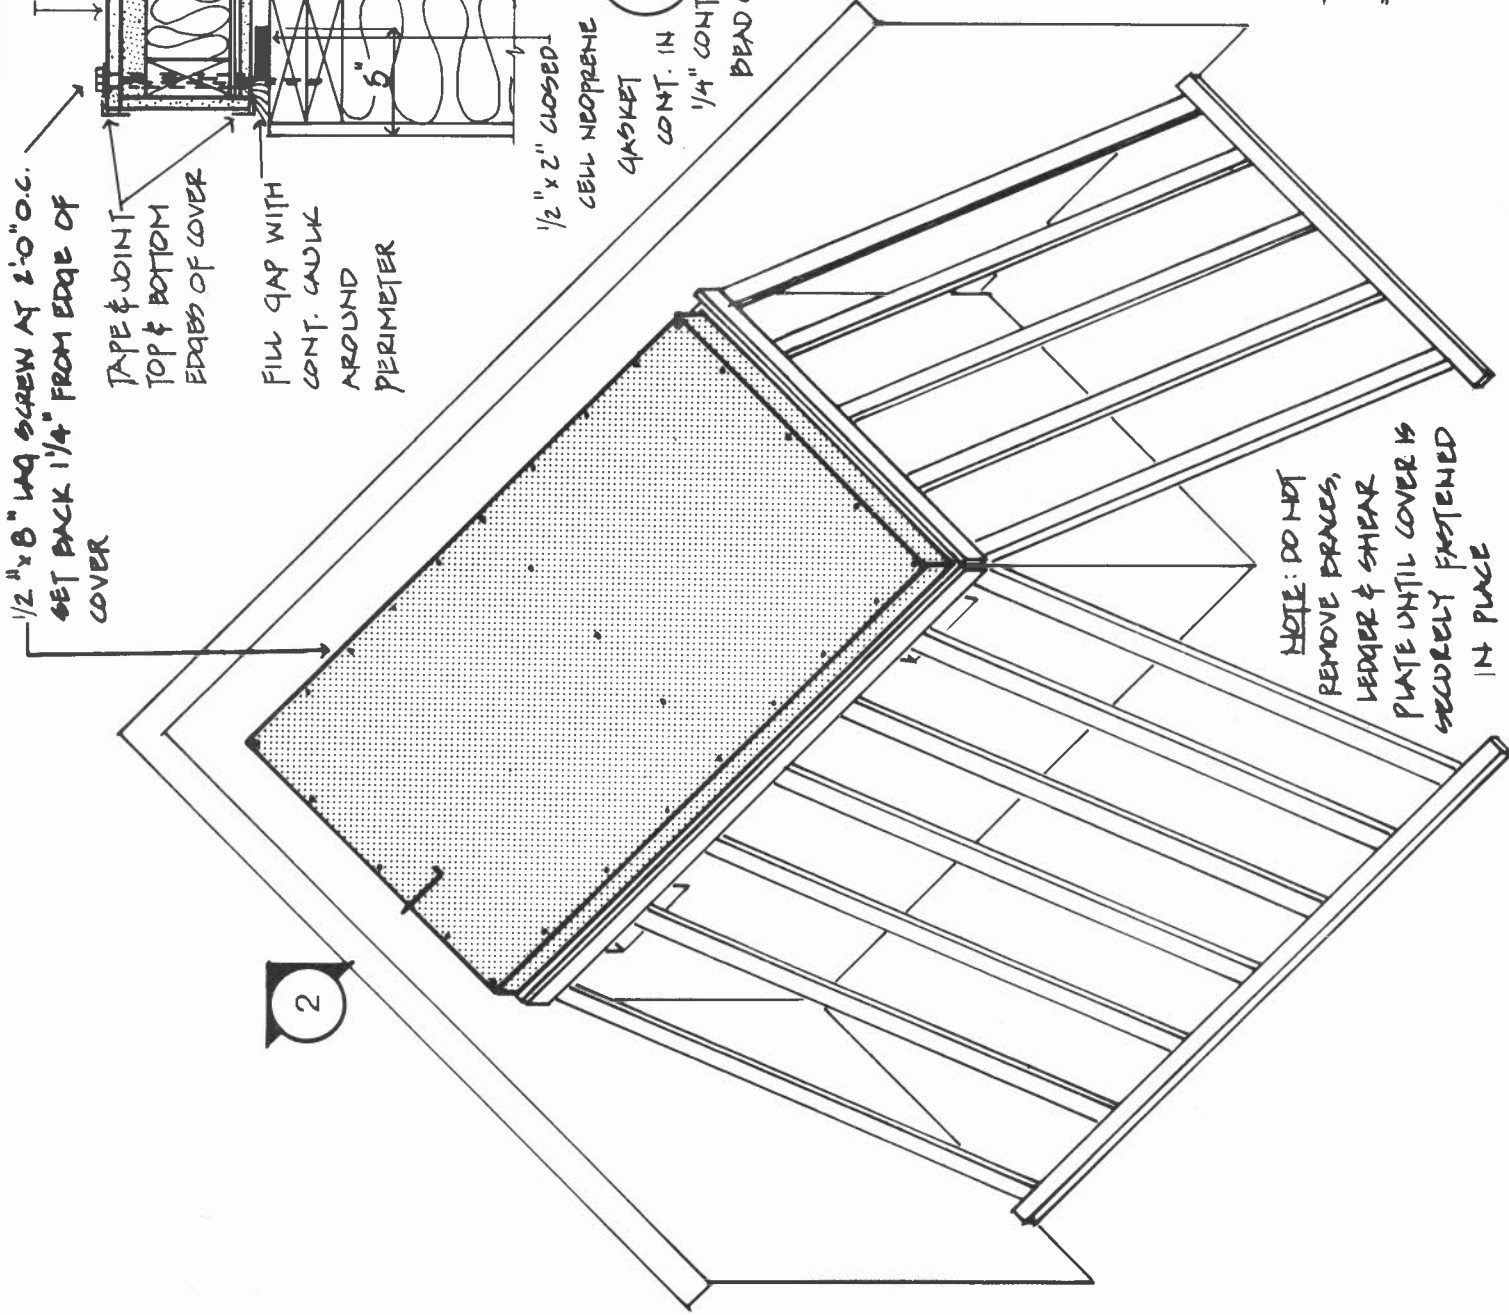 1/2" x 8" LAG SCREW AT 2'-0" O.C.
SET BACK 1 1/4" FROM EDGE OF
COVER
TAPE & JOINT
TOP & BOTTOM
EDGES OF COVER
FILL GAP WITH
CONT. CAULK
AROUND
PERIMETER
5"
1/2" x 2" CLOSED
CELL NEOPRENE
GASKET
CONT. IN
1/4" CONT
BEAD
2
NOTE: DO NOT
REMOVE BRACES,
LEDGER & SHEAR
PLATE UNTIL COVER IS
SECURELY FASTENED
IN PLACE